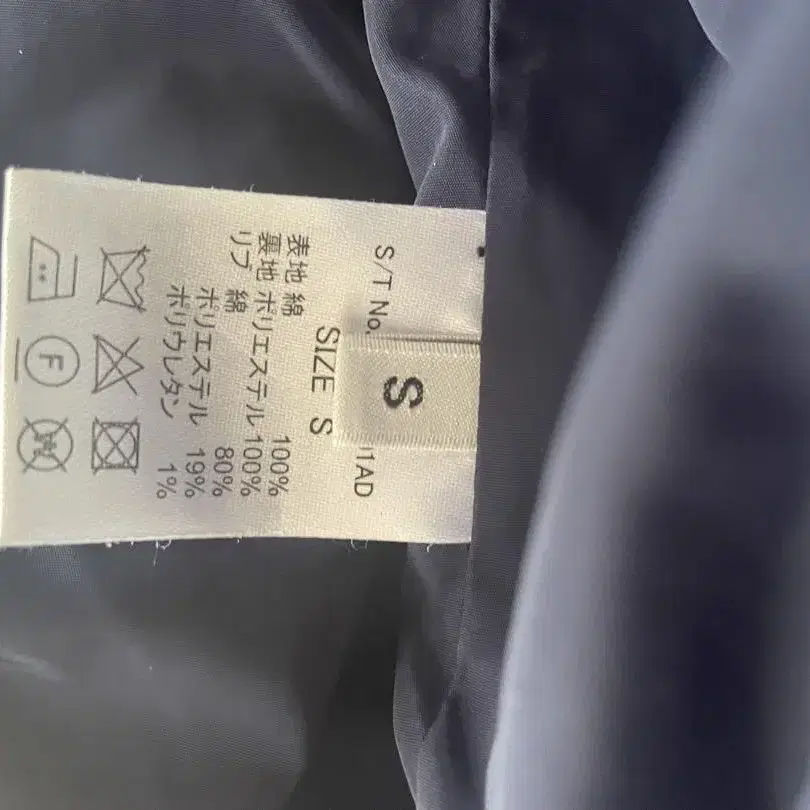 S/T No.
1AD
S
SIZE S
表地 綿 100%
裏地 ポリエステル 100%
リブ 綿 80%
ポリエステル 19%
ポリウレタン 1%
F
W